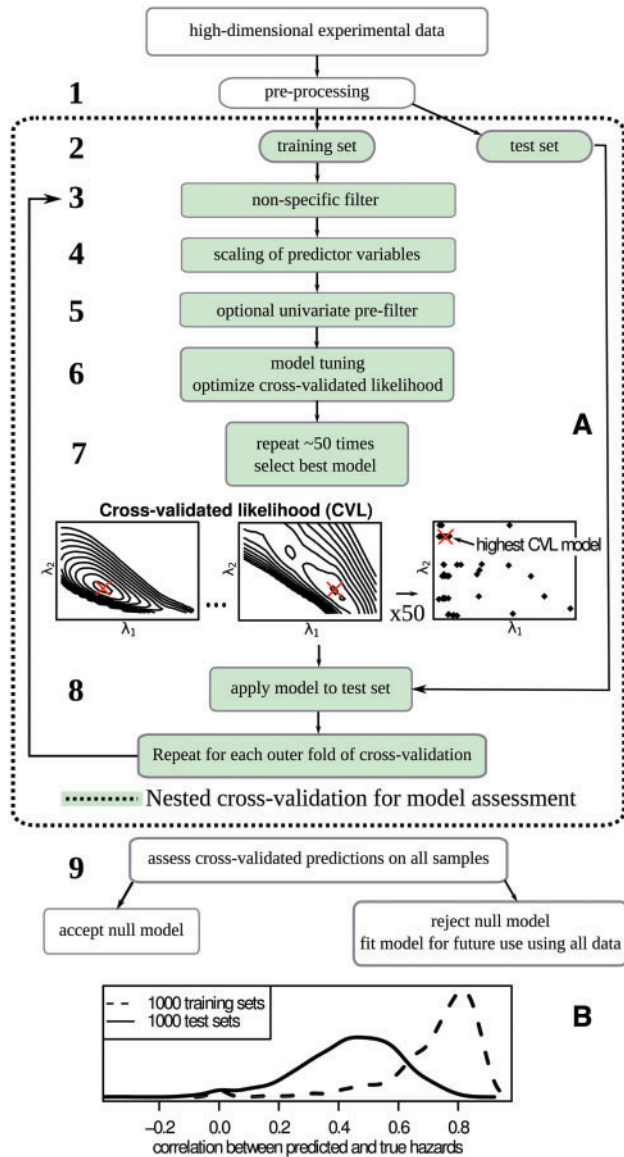 high-dimensional experimental data
1
pre-processing
2
training set
test set
3
non-specific filter
4
scaling of predictor variables
5
optional univariate pre-filter
6
model tuning
optimize cross-validated likelihood
A
7
repeat ~50 times
select best model
Cross-validated likelihood (CVL)
λ2
λ1
...
λ2
λ1
x50
highest CVL model
λ2
λ1
8
apply model to test set
Repeat for each outer fold of cross-validation
Nested cross-validation for model assessment
9
assess cross-validated predictions on all samples
accept null model
reject null model
fit model for future use using all data
1000 training sets
1000 test sets
B
−0.2 0.0 0.2 0.4 0.6 0.8
correlation between predicted and true hazards